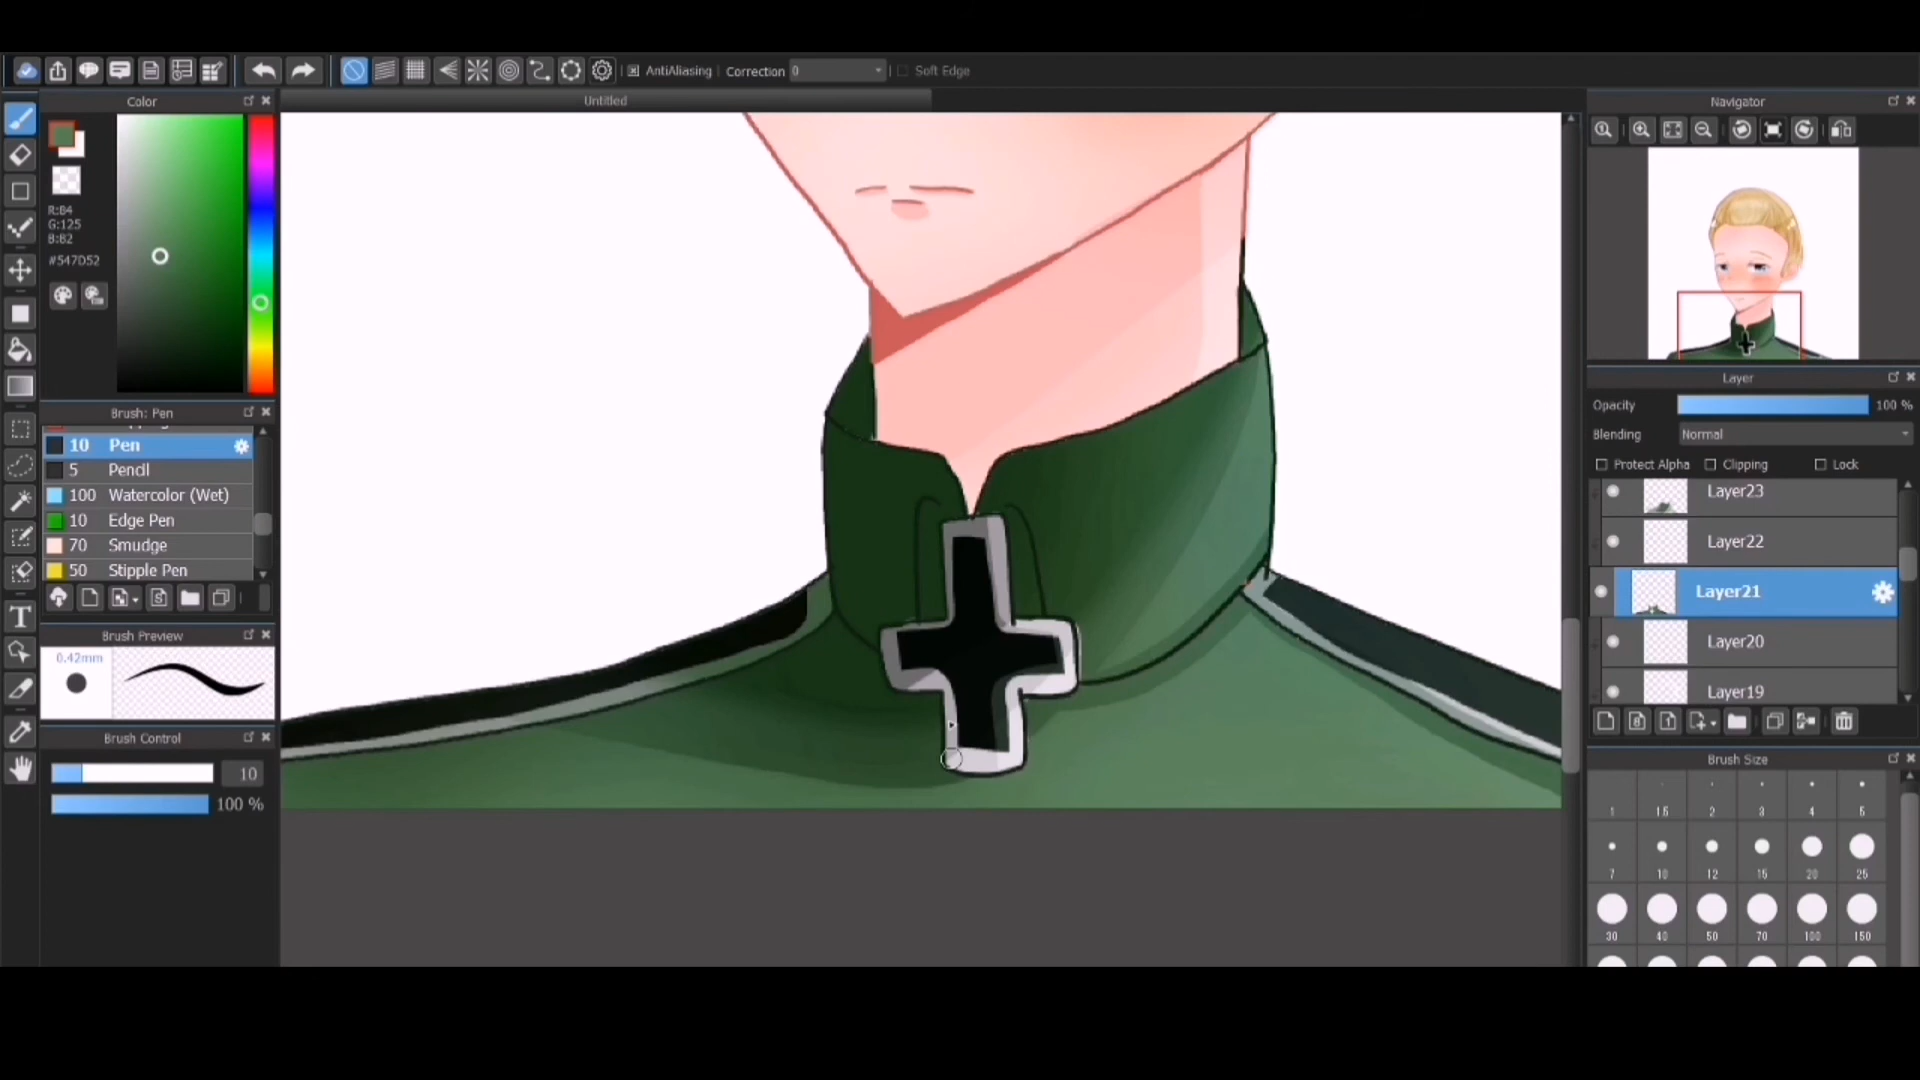 AntiAliasing Correction 0 Soft Edge
Color
Untitled
Navigator
R:84
G:125
B:82
#547D52
Layer
Opacity 100 %
Blending Normal
Protect Alpha Clipping Lock
Brush: Pen
10 Pen
5 Pencil
100 Watercolor (Wet)
10 Edge Pen
70 Smudge
50 Stipple Pen
Layer23
Layer22
Layer21
Layer20
Layer19
Brush Preview
0.42mm
Brush Control
10
100 %
Brush Size
1 1.5 2 3 4 5
7 10 12 15 20 25
30 40 50 70 100 150